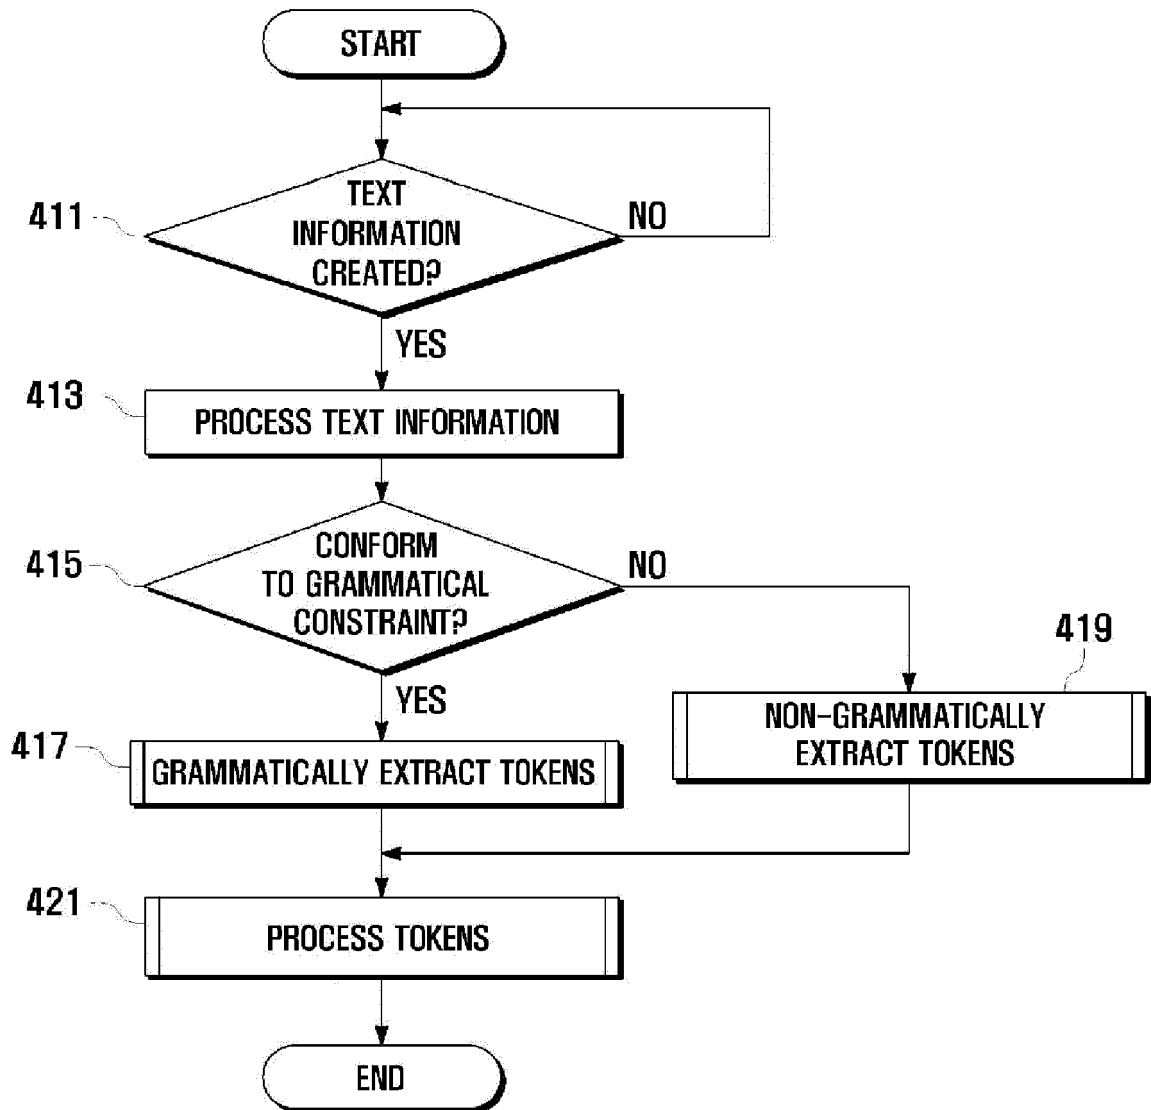 START
411
TEXT
INFORMATION
CREATED?
NO
YES
413
PROCESS TEXT INFORMATION
415
CONFORM
TO GRAMMATICAL
CONSTRAINT?
NO
YES
419
NON-GRAMMATICALLY
EXTRACT TOKENS
417
GRAMMATICALLY EXTRACT TOKENS
421
PROCESS TOKENS
END